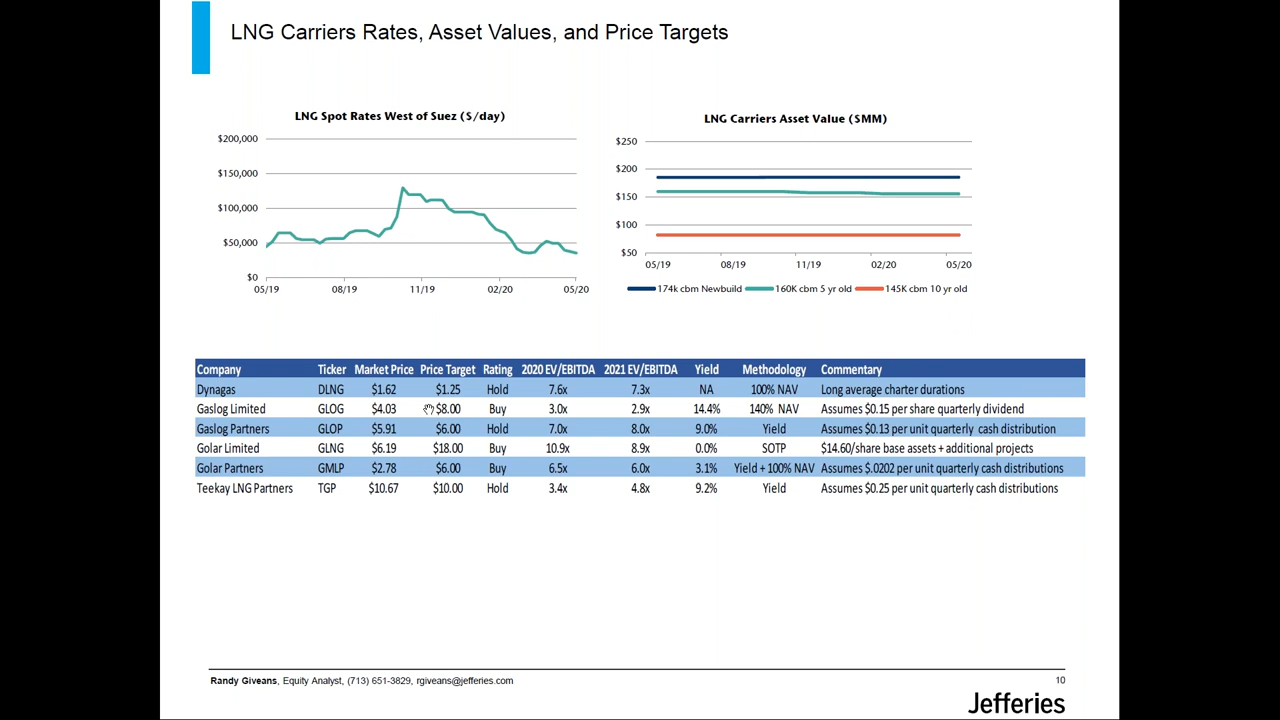 LNG Carriers Rates, Asset Values, and Price Targets
LNG Spot Rates West of Suez ($/day)
$200,000
$150,000
$100,000
$50,000
$0
05/19 08/19 11/19 02/20 05/20
LNG Carriers Asset Value ($MM)
$250
$200
$150
$100
$50
05/19 08/19 11/19 02/20 05/20
174k cbm Newbuild 160K cbm 5 yr old 145K cbm 10 yr old
Company Ticker Market Price Price Target Rating 2020 EV/EBITDA 2021 EV/EBITDA Yield Methodology Commentary
Dynagas DLNG $1.62 $1.25 Hold 7.6x 7.3x NA 100% NAV Long average charter durations
Gaslog Limited GLOG $4.03 $8.00 Buy 3.0x 2.9x 14.4% 140% NAV Assumes $0.15 per share quarterly dividend
Gaslog Partners GLOP $5.91 $6.00 Hold 7.0x 8.0x 9.0% Yield Assumes $0.13 per unit quarterly cash distribution
Golar Limited GLNG $6.19 $18.00 Buy 10.9x 8.9x 0.0% SOTP $14.60/share base assets + additional projects
Golar Partners GMLP $2.78 $6.00 Buy 6.5x 6.0x 3.1% Yield + 100% NAV Assumes $.0202 per unit quarterly cash distributions
Teekay LNG Partners TGP $10.67 $10.00 Hold 3.4x 4.8x 9.2% Yield Assumes $0.25 per unit quarterly cash distributions
Randy Giveans, Equity Analyst, (713) 651-3829, rgiveans@jefferies.com
10
Jefferies